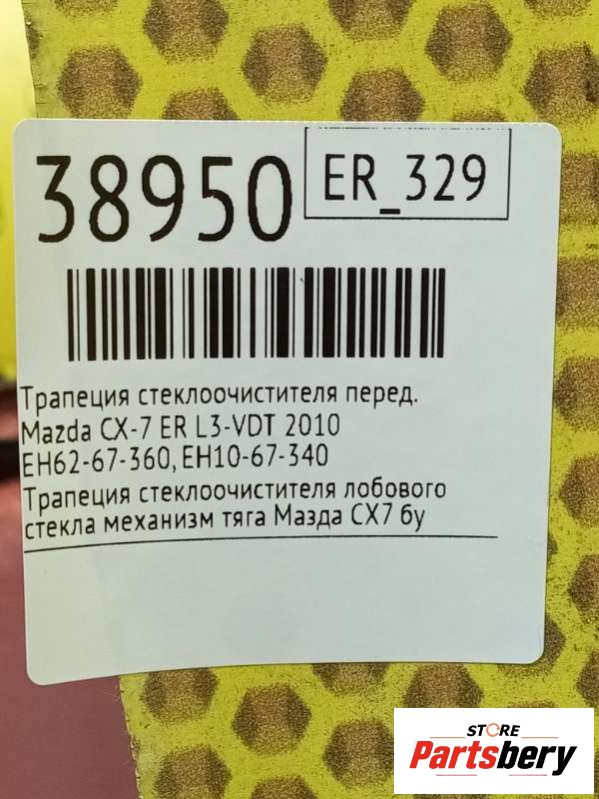 38950
ER_329
Трапеция стеклоочистителя перед.
Mazda CX-7 ER L3-VDT 2010
EH62-67-360, EH10-67-340
Трапеция стеклоочистителя лобового
стекла механизм тяга Мазда СХ7 бу
STORE
Partsbery